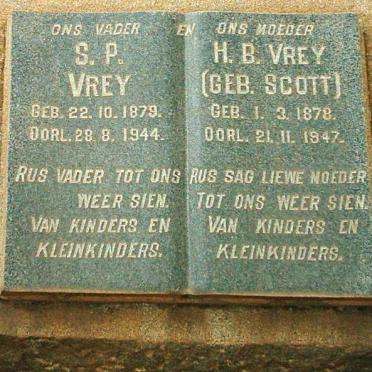 ONS VADER EN ONS MOEDER
S. P.
VREY
GEB. 22. 10. 1879.
OORL. 28. 8. 1944.
RUS VADER TOT ONS
WEER SIEN.
VAN KINDERS EN
KLEINKINDERS.
H. B. VREY
(GEB. SCOTT)
GEB. 1. 3. 1878.
OORL. 21. 11. 1947.
RUS SAG LIEWE MOEDER
TOT ONS WEER SIEN.
VAN KINDERS EN
KLEINKINDERS.